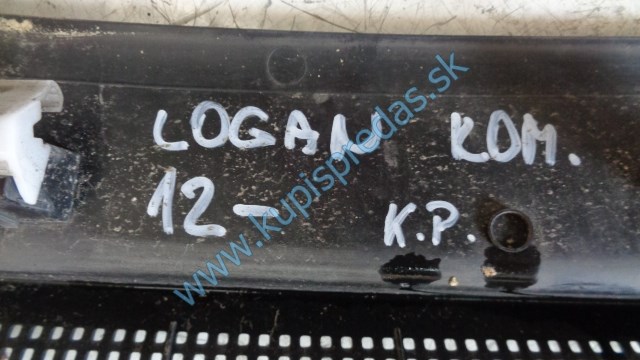 LOGAN KOM.
12- K.P.
www.kupispredas.sk